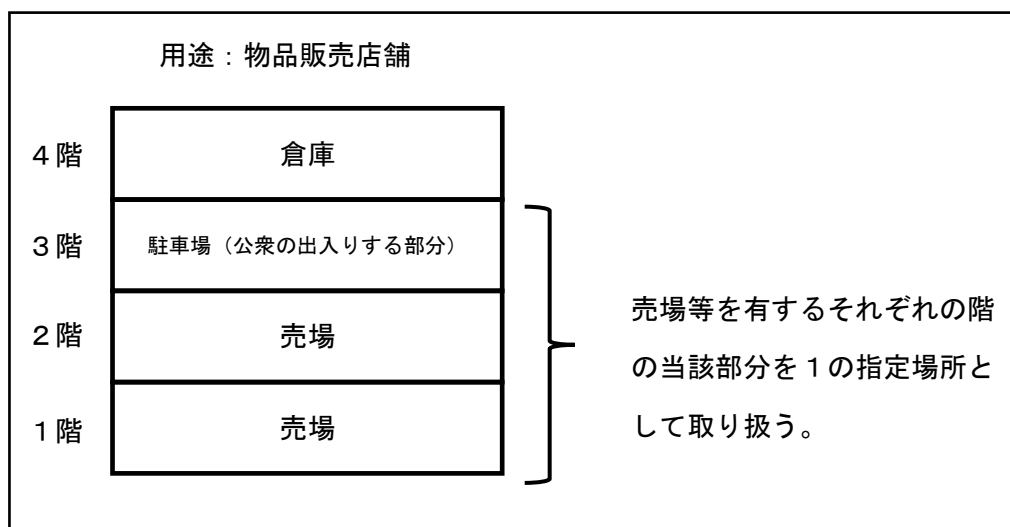 用途：物品販売店舗
４階
倉庫
３階
駐車場（公衆の出入りする部分）
２階
売場
１階
売場
売場等を有するそれぞれの階
の当該部分を１の指定場所と
して取り扱う。